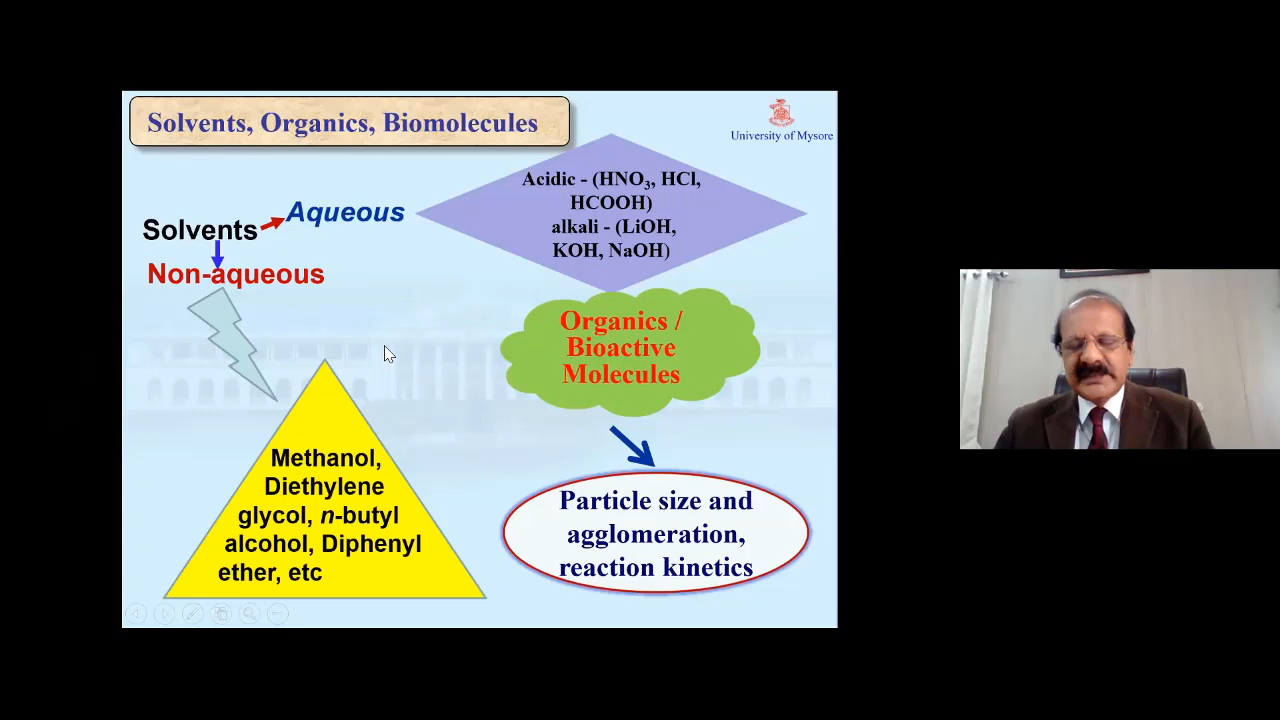 Solvents, Organics, Biomolecules
University of Mysore
Acidic - (HNO₃, HCl,
HCOOH)
alkali - (LiOH,
KOH, NaOH)
Aqueous
Solvents
Non-aqueous
Organics /
Bioactive
Molecules
Methanol,
Diethylene
glycol, n-butyl
alcohol, Diphenyl
ether, etc
Particle size and
agglomeration,
reaction kinetics